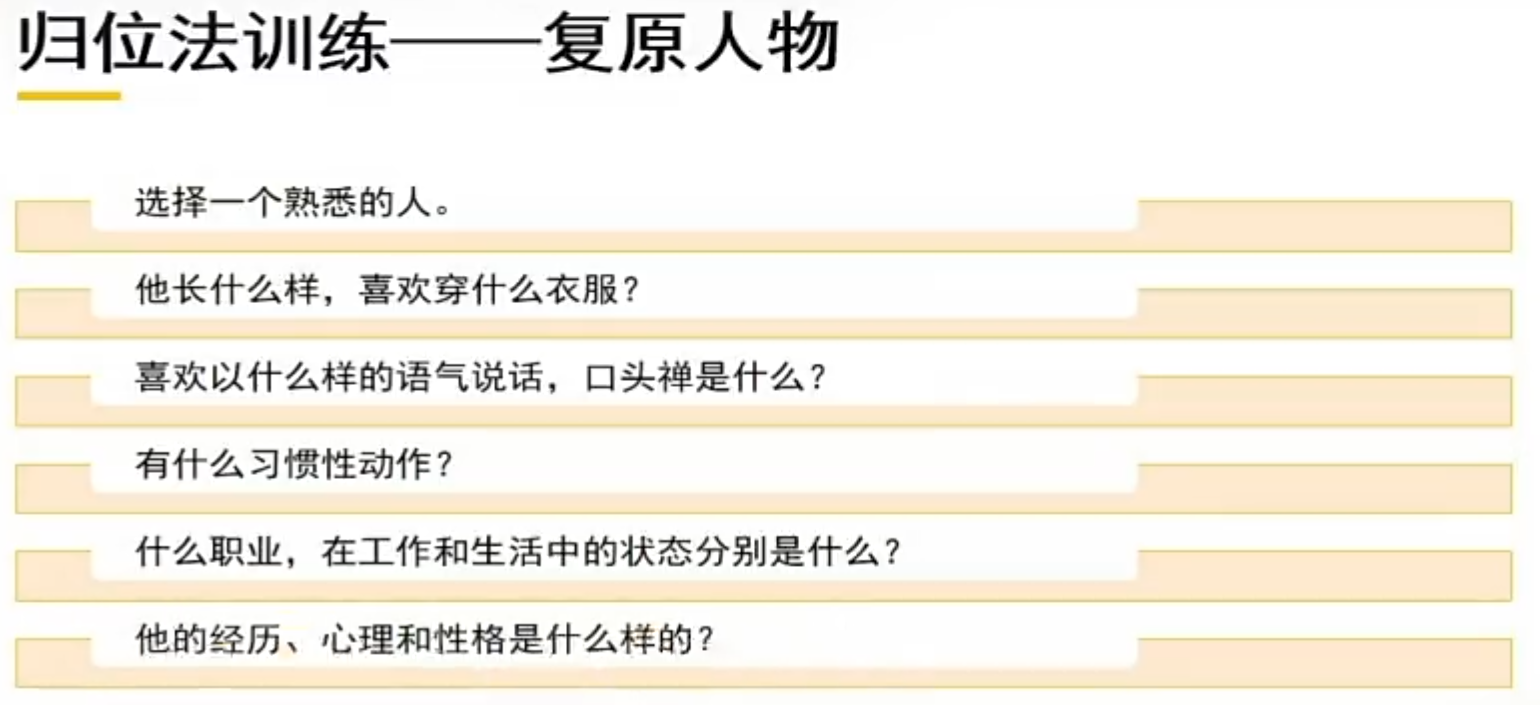 归位法训练——复原人物
选择一个熟悉的人。
他长什么样，喜欢穿什么衣服？
喜欢以什么样的语气说话，口头禅是什么？
有什么习惯性动作？
什么职业，在工作和生活中的状态分别是什么？
他的经历、心理和性格是什么样的？